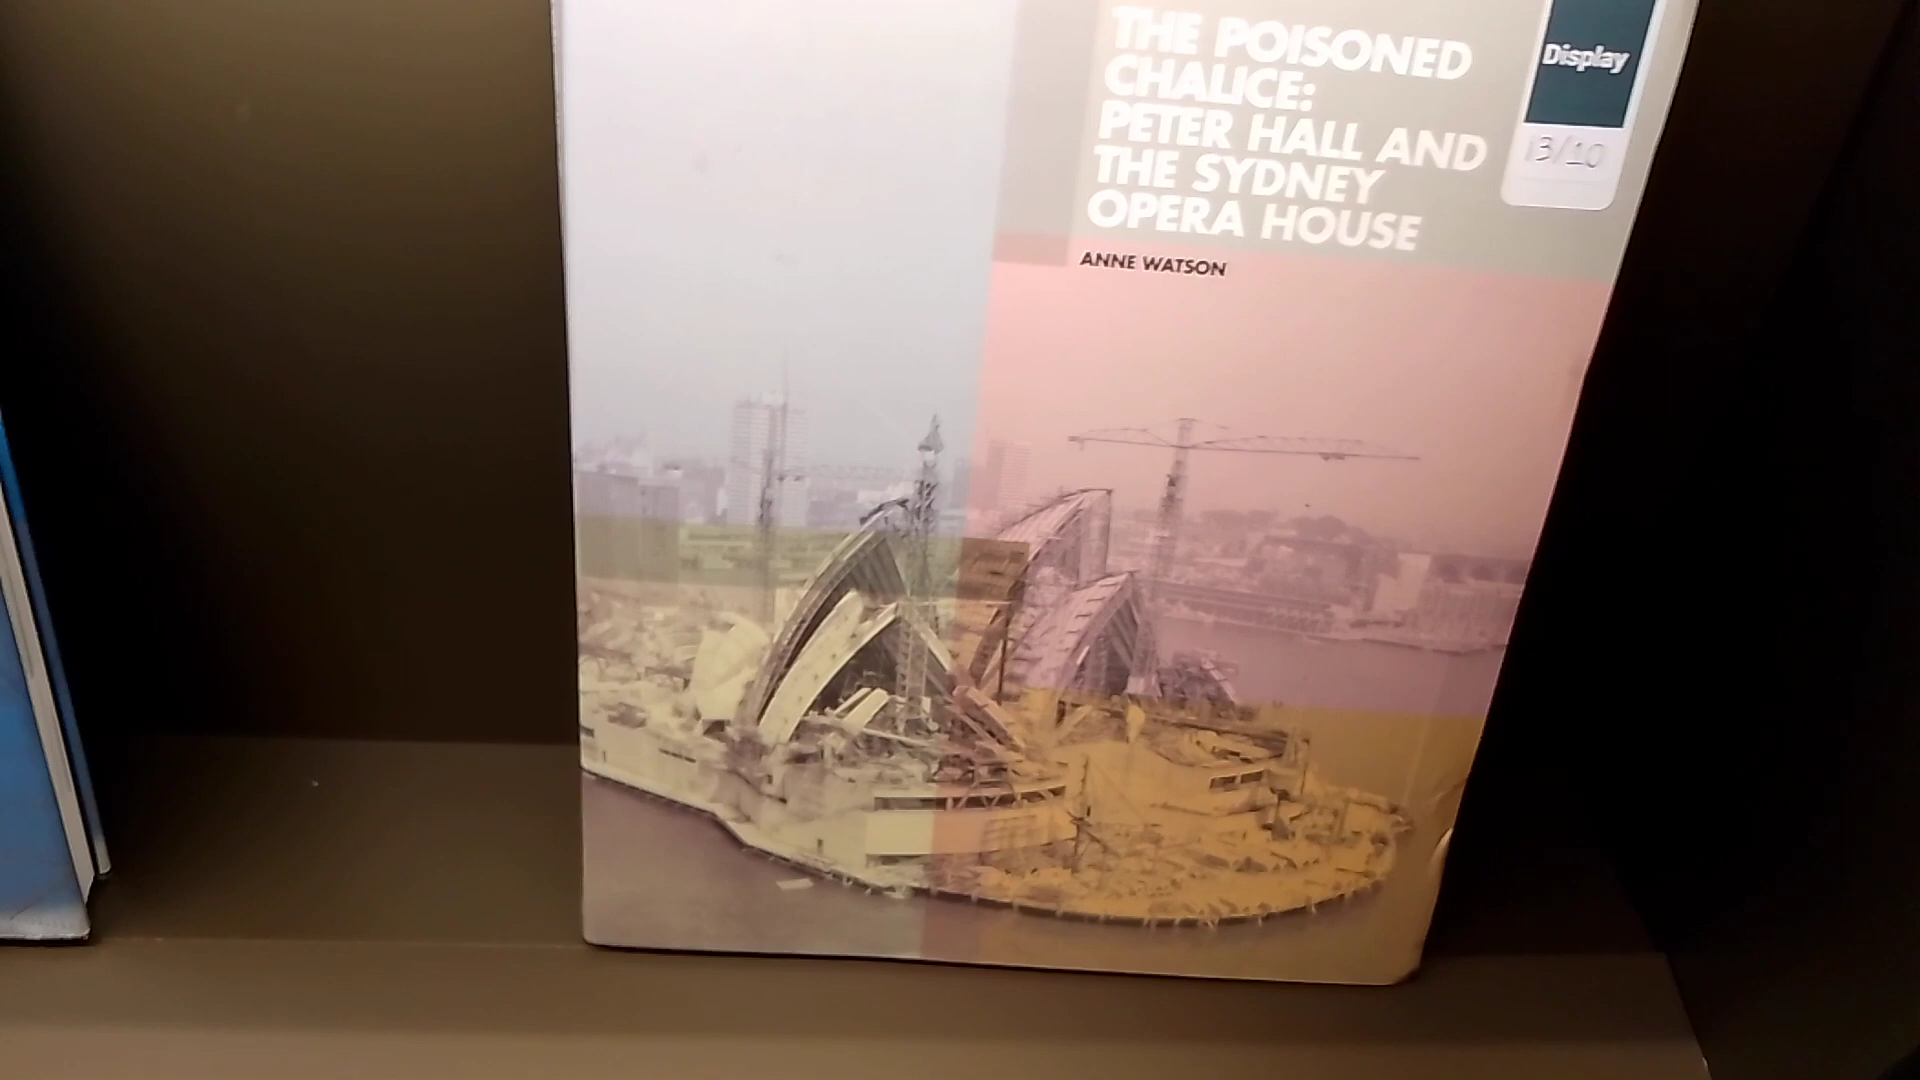 THE POISONED
CHALICE:
PETER HALL AND
THE SYDNEY
OPERA HOUSE
ANNE WATSON
Display
13/10